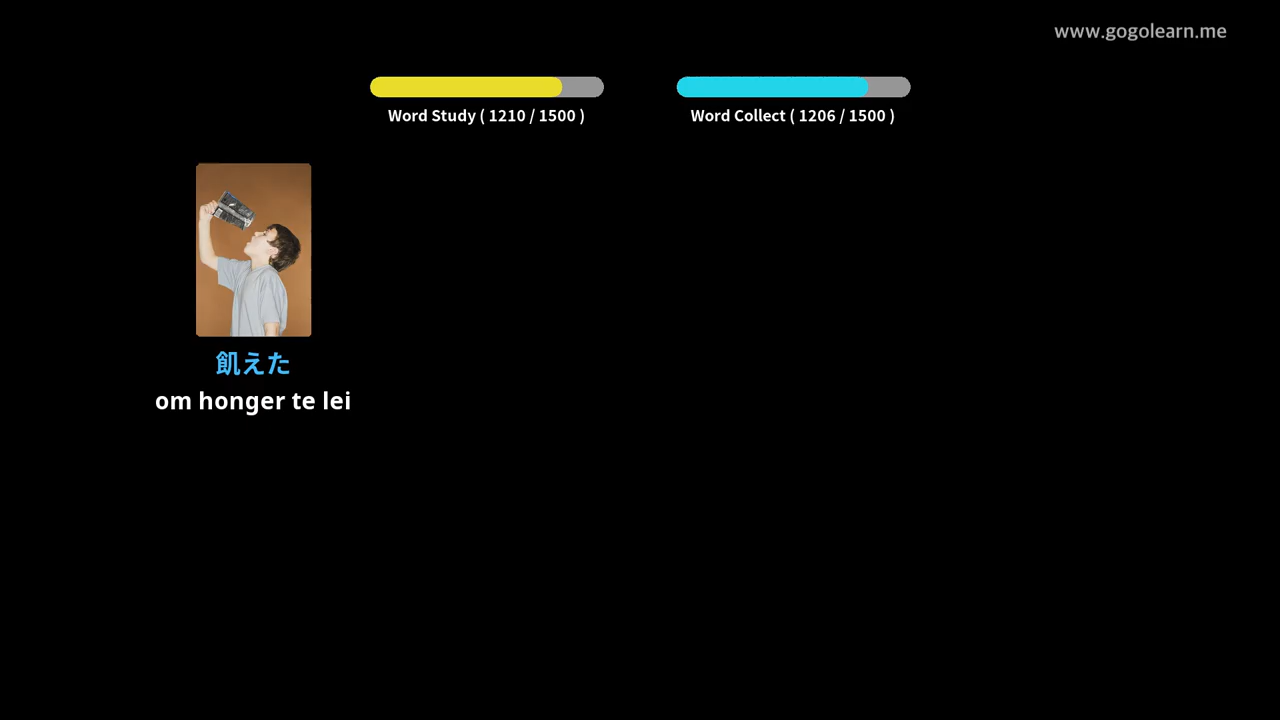 www.gogolearn.me
Word Study ( 1210 / 1500 )
Word Collect ( 1206 / 1500 )
飢えた
om honger te lei